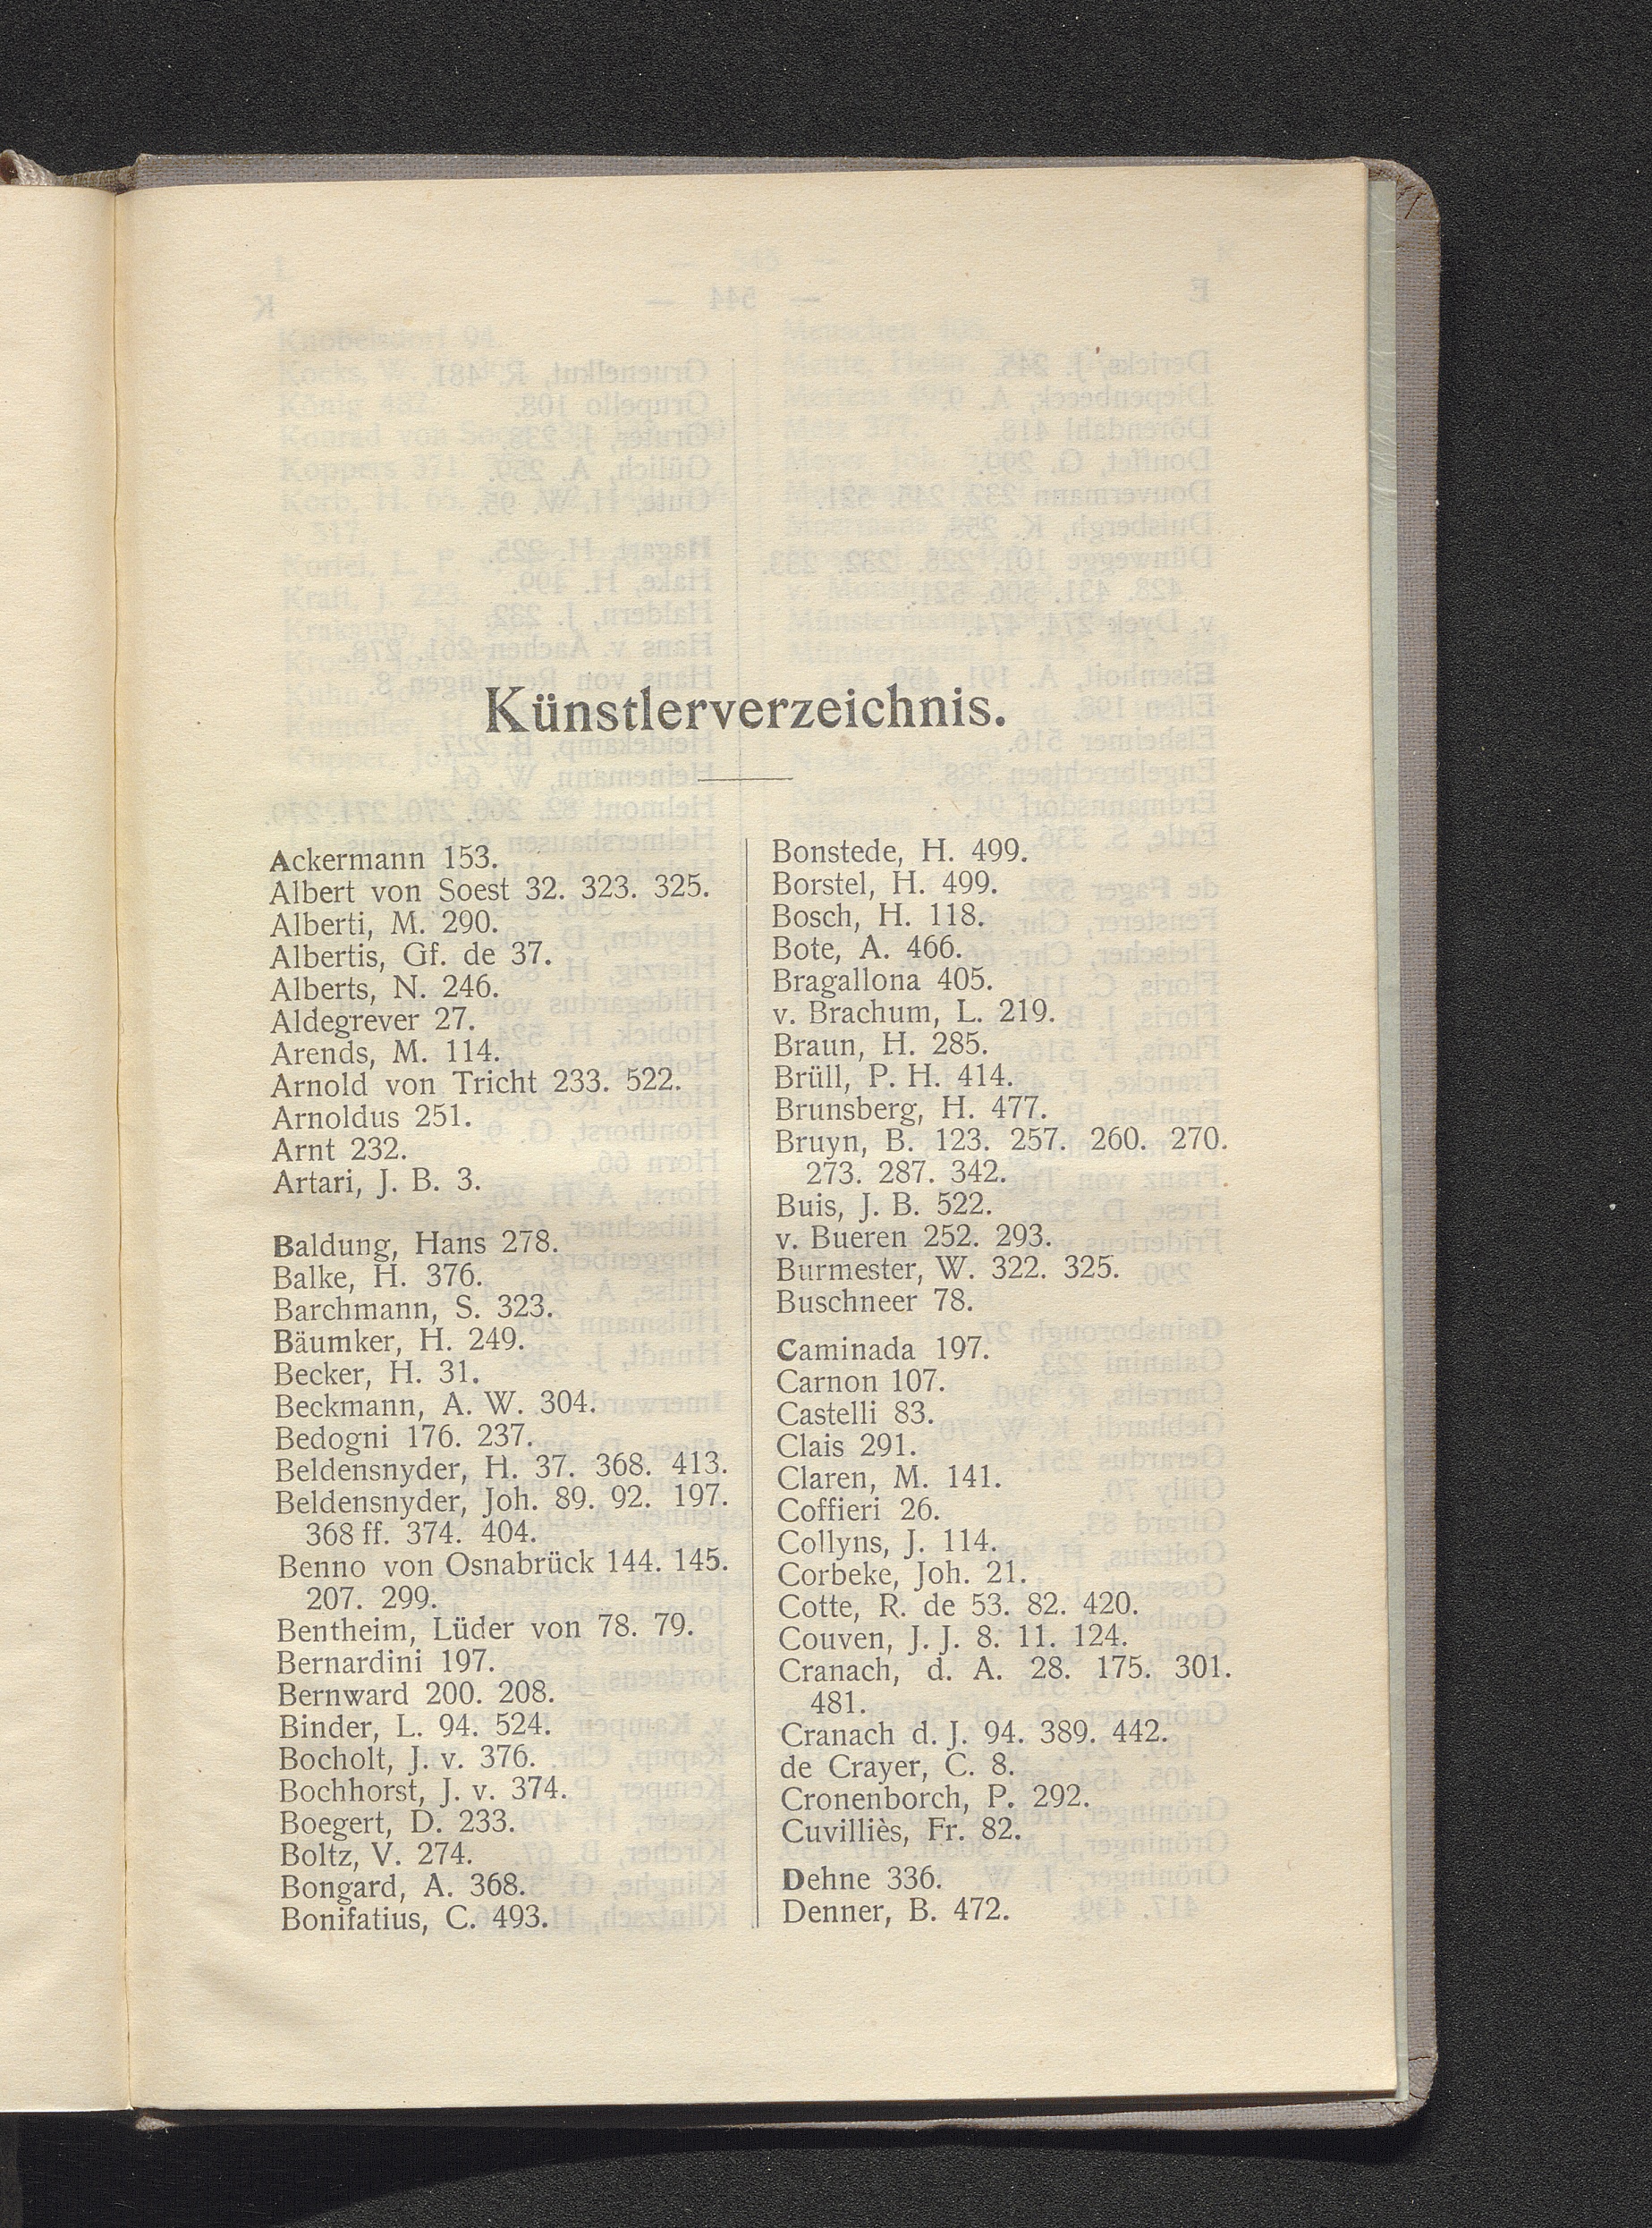 Künstlerverzeichnis.
Ackermann 153.
Albert von Soest 32. 323. 325.
Alberti, M. 290.
Albertis, Gf. de 37.
Alberts, N. 246.
Aldegrever 27.
Arends, M. 114.
Arnold von Tricht 233. 522.
Arnoldus 251.
Arnt 232.
Artari, J. B. 3.
Baldung, Hans 278.
Balke, H. 376.
Barchmann, S. 323.
Bäumker, H. 249.
Becker, H. 31.
Beckmann, A. W. 304.
Bedogni 176. 237.
Beldensnyder, H. 37. 368. 413.
Beldensnyder, Joh. 89. 92. 197.
368 ff. 374. 404.
Benno von Osnabrück 144. 145.
207. 299.
Bentheim, Lüder von 78. 79.
Bernardini 197.
Bernward 200. 208.
Binder, L. 94. 524.
Bocholt, J. v. 376.
Bochhorst, J. v. 374.
Boegert, D. 233.
Boltz, V. 274.
Bongard, A. 368.
Bonifatius, C. 493.
Bonstede, H. 499.
Borstel, H. 499.
Bosch, H. 118.
Bote, A. 466.
Bragallona 405.
v. Brachum, L. 219.
Braun, H. 285.
Brüll, P. H. 414.
Brunsberg, H. 477.
Bruyn, B. 123. 257. 260. 270.
273. 287. 342.
Buis, J. B. 522.
v. Bueren 252. 293.
Burmester, W. 322. 325.
Buschneer 78.
Caminada 197.
Carnon 107.
Castelli 83.
Clais 291.
Claren, M. 141.
Coffieri 26.
Collyns, J. 114.
Corbeke, Joh. 21.
Cotte, R. de 53. 82. 420.
Couven, J. J. 8. 11. 124.
Cranach, d. A. 28. 175. 301.
481.
Cranach d. J. 94. 389. 442.
de Crayer, C. 8.
Cronenborch, P. 292.
Cuvilliès, Fr. 82.
Dehne 336.
Denner, B. 472.